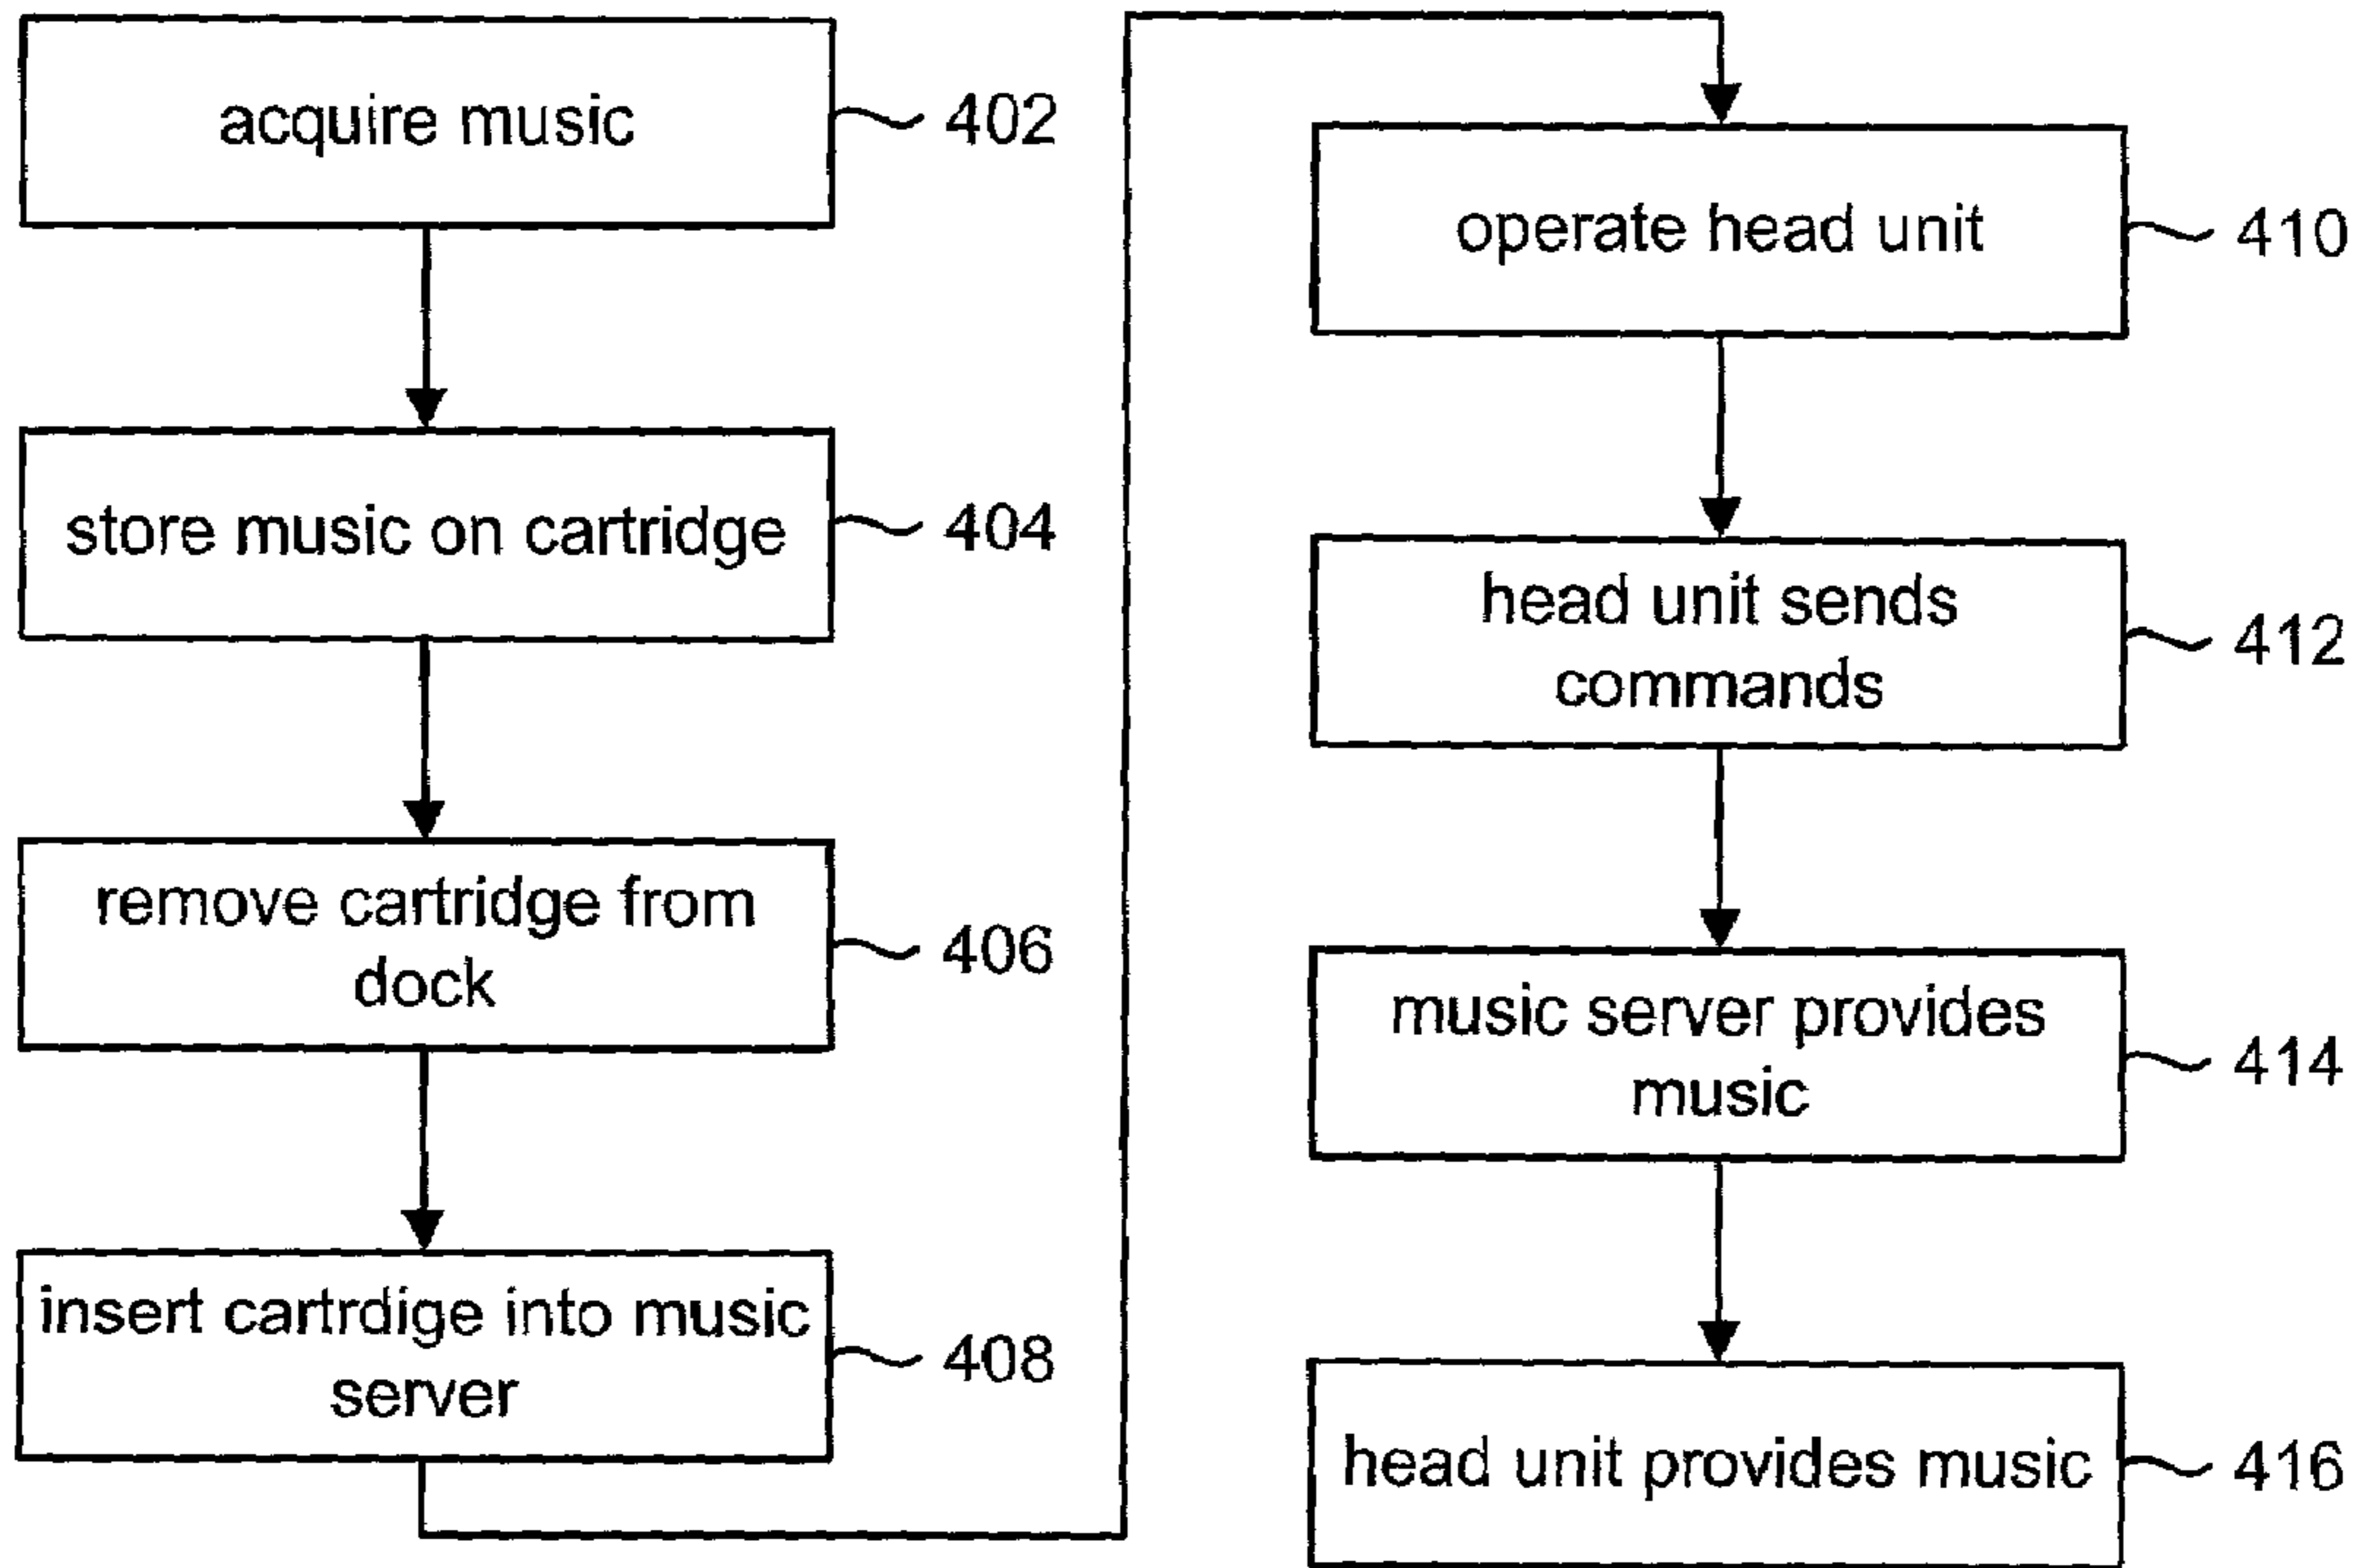 acquire music
402
store music on cartridge
404
remove cartridge from
dock
406
insert cartrdige into music
server
408
operate head unit
410
head unit sends
commands
412
music server provides
music
414
head unit provides music
416